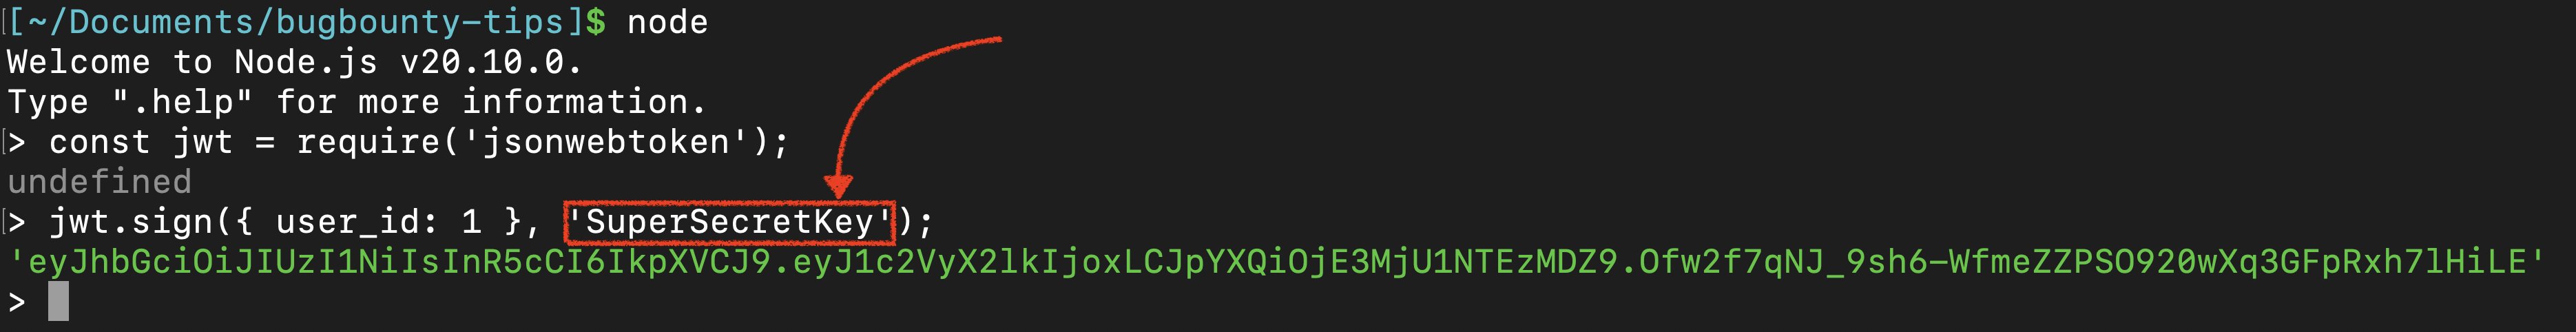 [~/Documents/bugbounty-tips]$ node
Welcome to Node.js v20.10.0.
Type ".help" for more information.
> const jwt = require('jsonwebtoken');
undefined
> jwt.sign({ user_id: 1 }, 'SuperSecretKey');
'eyJhbGciOiJIUzI1NiIsInR5cCI6IkpXVCJ9.eyJ1c2VyX2lkIjoxLCJpYXQiOjE3MjU1NTEzMDZ9.Ofw2f7qNJ_9sh6-WfmeZZPSO920wXq3GFpRxh7lHiLE'
>